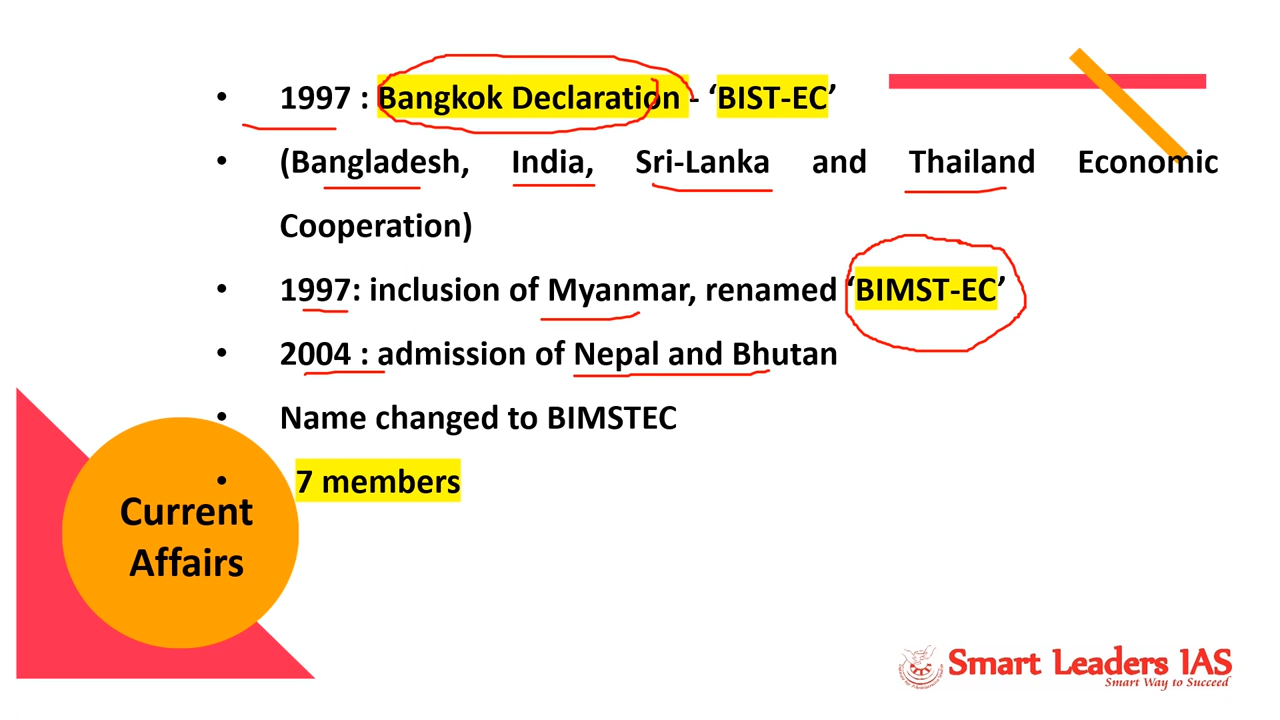 • 1997 : Bangkok Declaration - ‘BIST-EC’
• (Bangladesh, India, Sri-Lanka and Thailand Economic
Cooperation)
• 1997: inclusion of Myanmar, renamed ‘BIMST-EC’
• 2004 : admission of Nepal and Bhutan
• Name changed to BIMSTEC
• 7 members
Current
Affairs
Smart Leaders IAS
Smart Way to Succeed